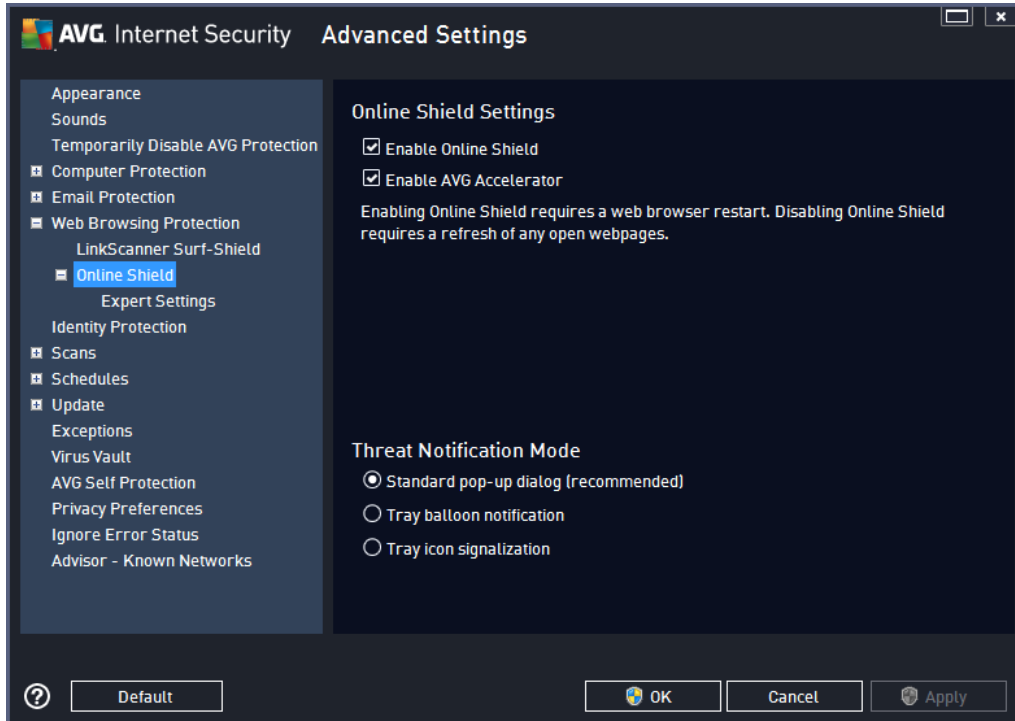 AVG. Internet Security Advanced Settings
Appearance
Sounds
Temporarily Disable AVG Protection
Computer Protection
Email Protection
Web Browsing Protection
LinkScanner Surf-Shield
Online Shield
Expert Settings
Identity Protection
Scans
Schedules
Update
Exceptions
Virus Vault
AVG Self Protection
Privacy Preferences
Ignore Error Status
Advisor - Known Networks
Online Shield Settings
Enable Online Shield
Enable AVG Accelerator
Enabling Online Shield requires a web browser restart. Disabling Online Shield
requires a refresh of any open webpages.
Threat Notification Mode
Standard pop-up dialog (recommended)
Tray balloon notification
Tray icon signalization
? Default OK Cancel Apply